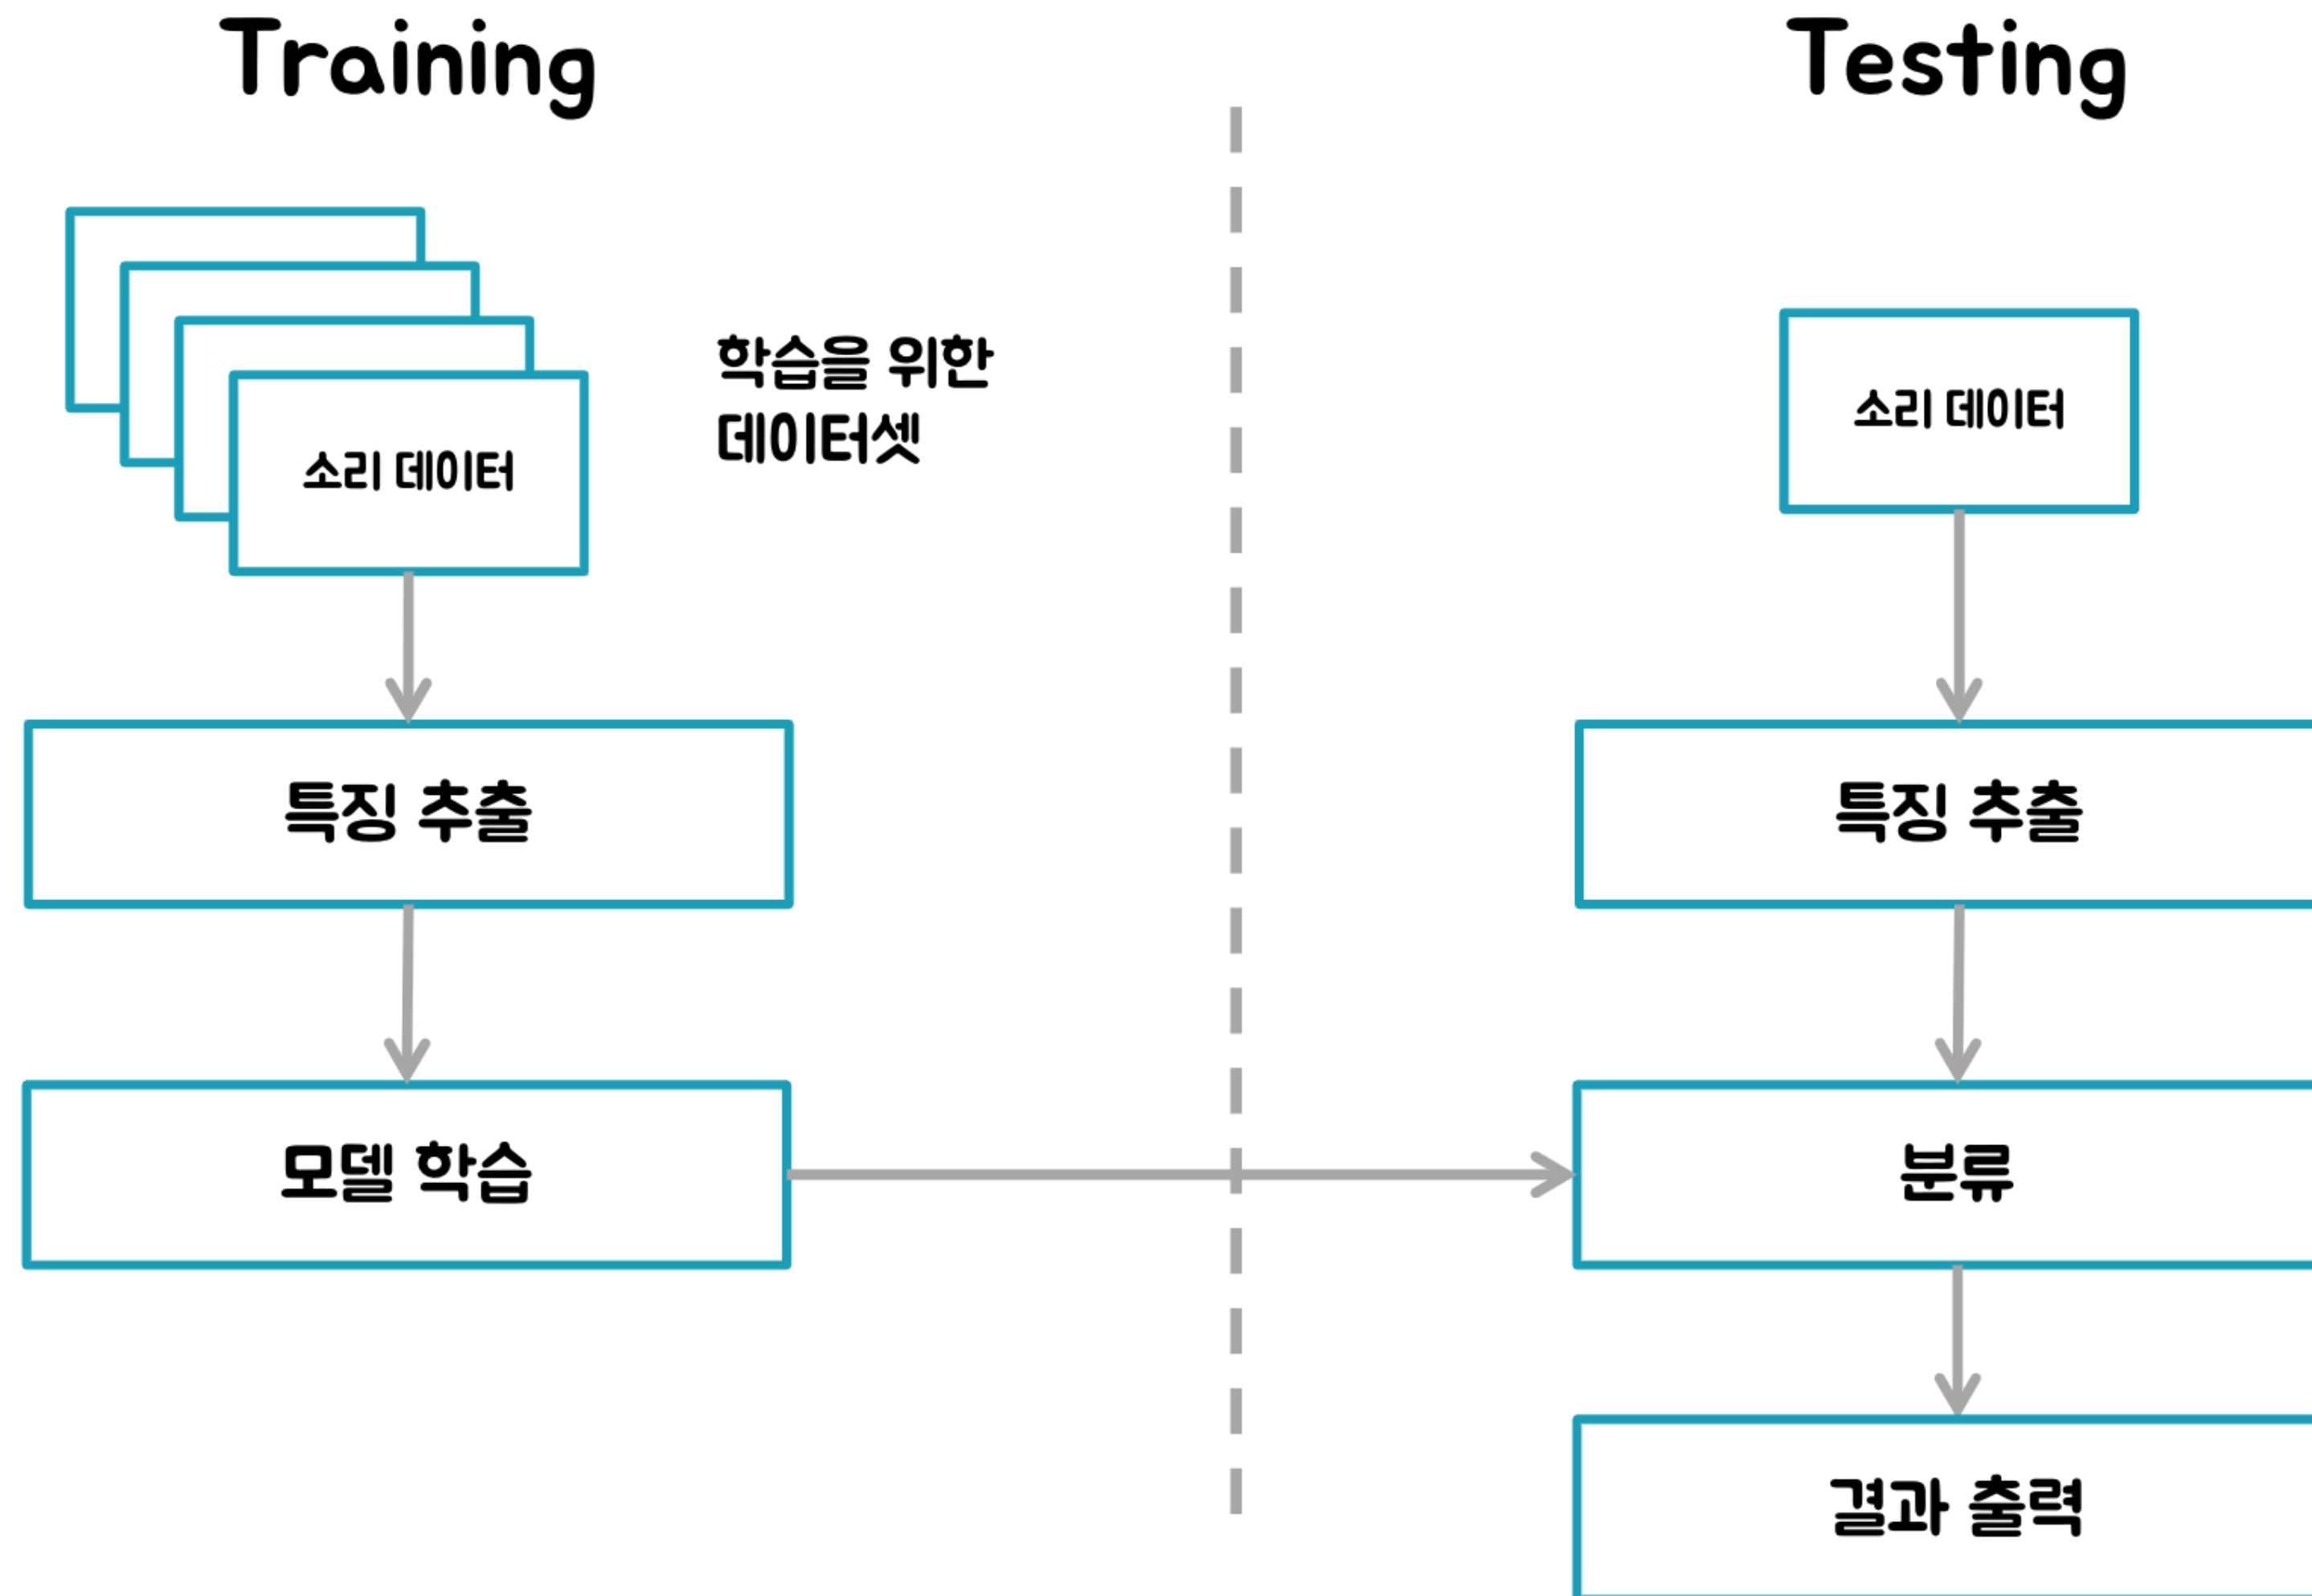 Training
Testing
학습을 위한
데이터셋
소리 데이터
소리 데이터
특징 추출
특징 추출
모델 학습
분류
결과 출력